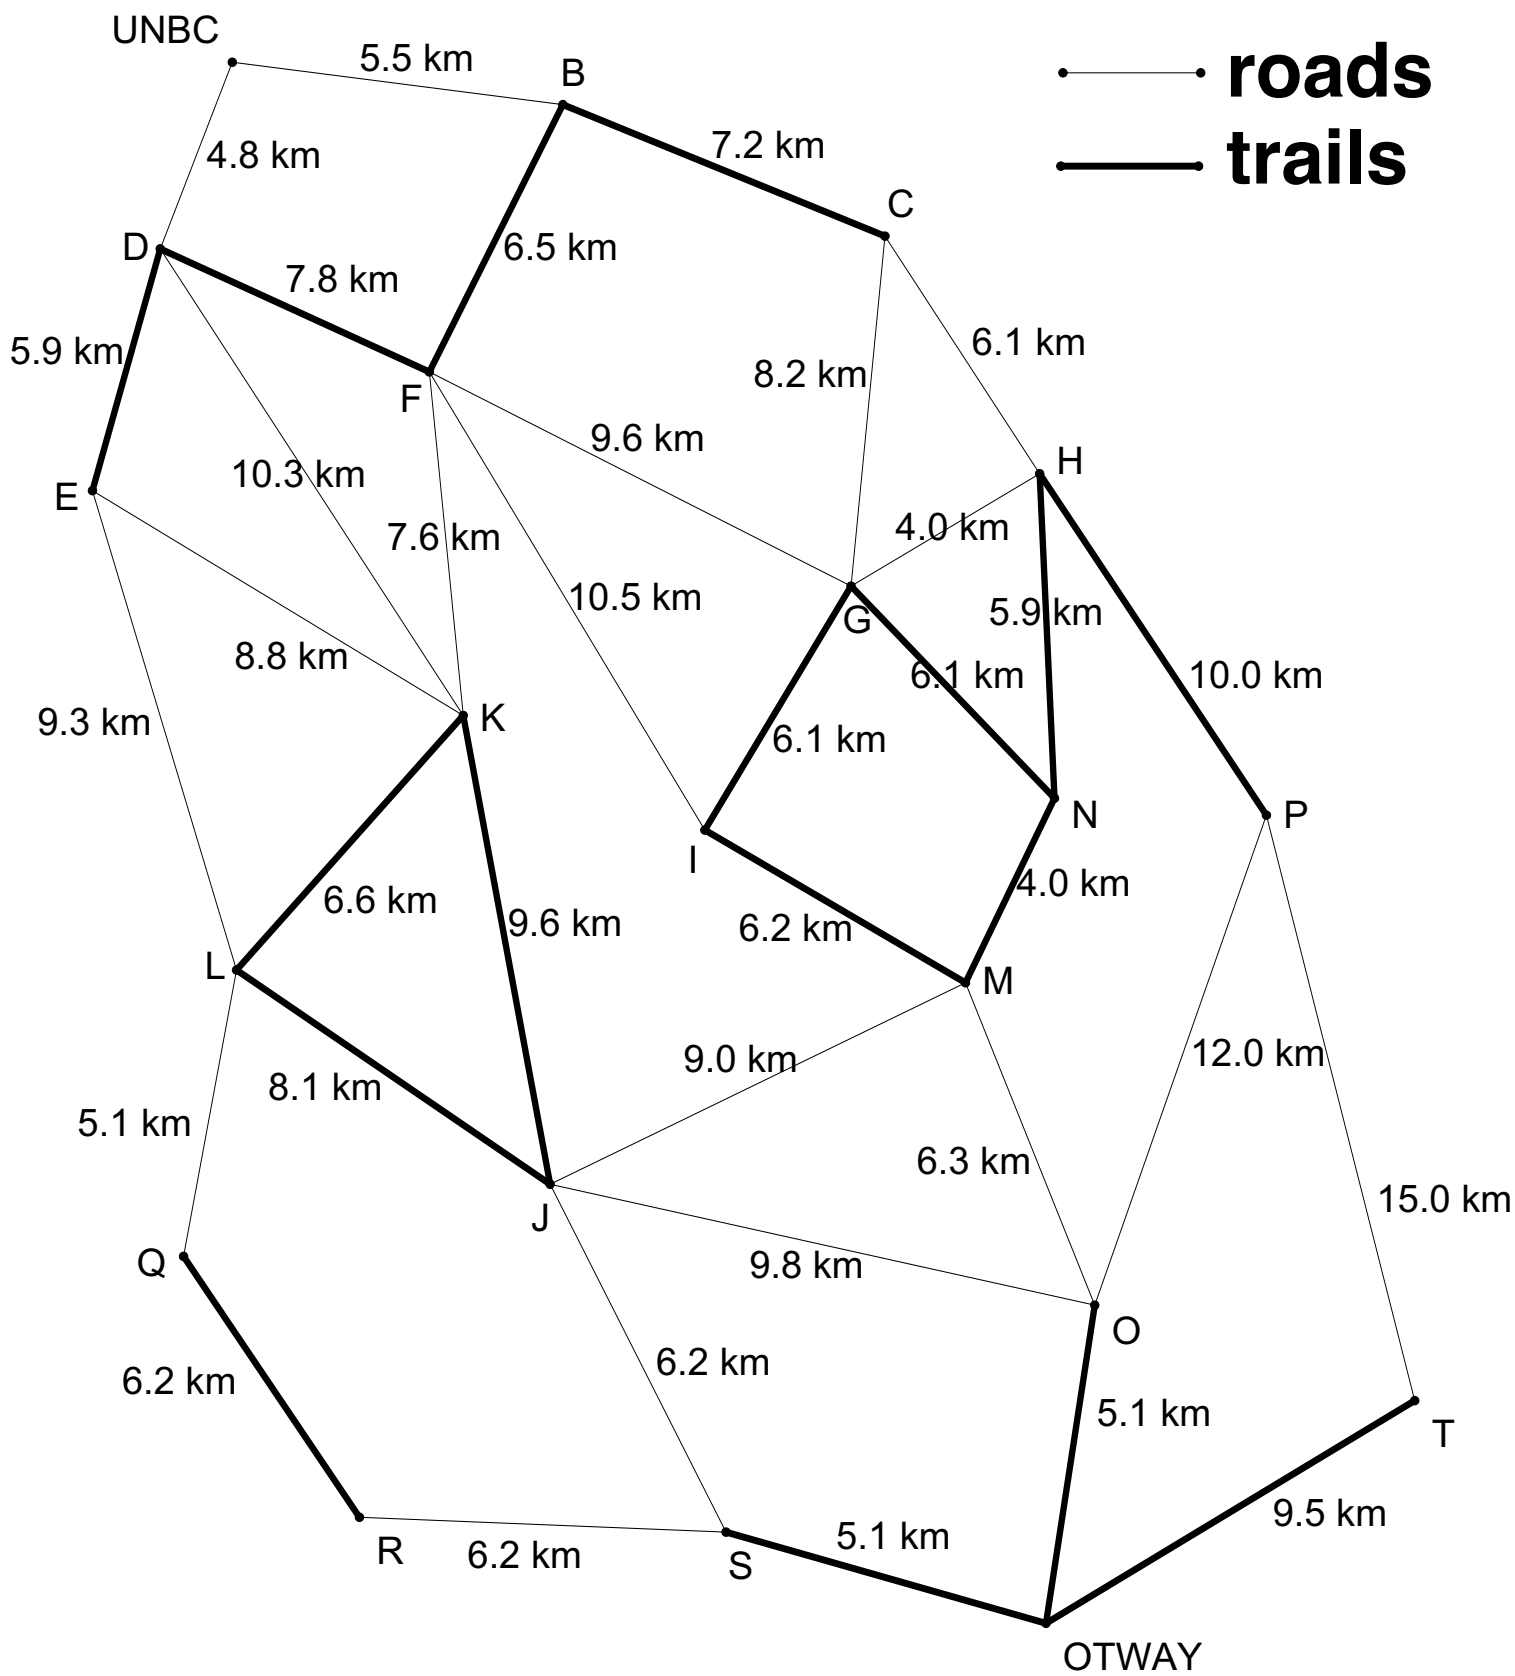 UNBC
5.5 km
B
roads
7.2 km
trails
4.8 km
C
D
6.5 km
7.8 km
5.9 km
6.1 km
8.2 km
F
9.6 km
H
10.3 km
E
4.0 km
7.6 km
10.5 km
5.9 km
G
8.8 km
6.1 km
10.0 km
9.3 km
K
6.1 km
N
P
I
4.0 km
6.6 km
9.6 km
6.2 km
L
M
9.0 km
12.0 km
8.1 km
5.1 km
6.3 km
15.0 km
J
Q
9.8 km
O
6.2 km
6.2 km
5.1 km
T
9.5 km
5.1 km
R
6.2 km
S
OTWAY